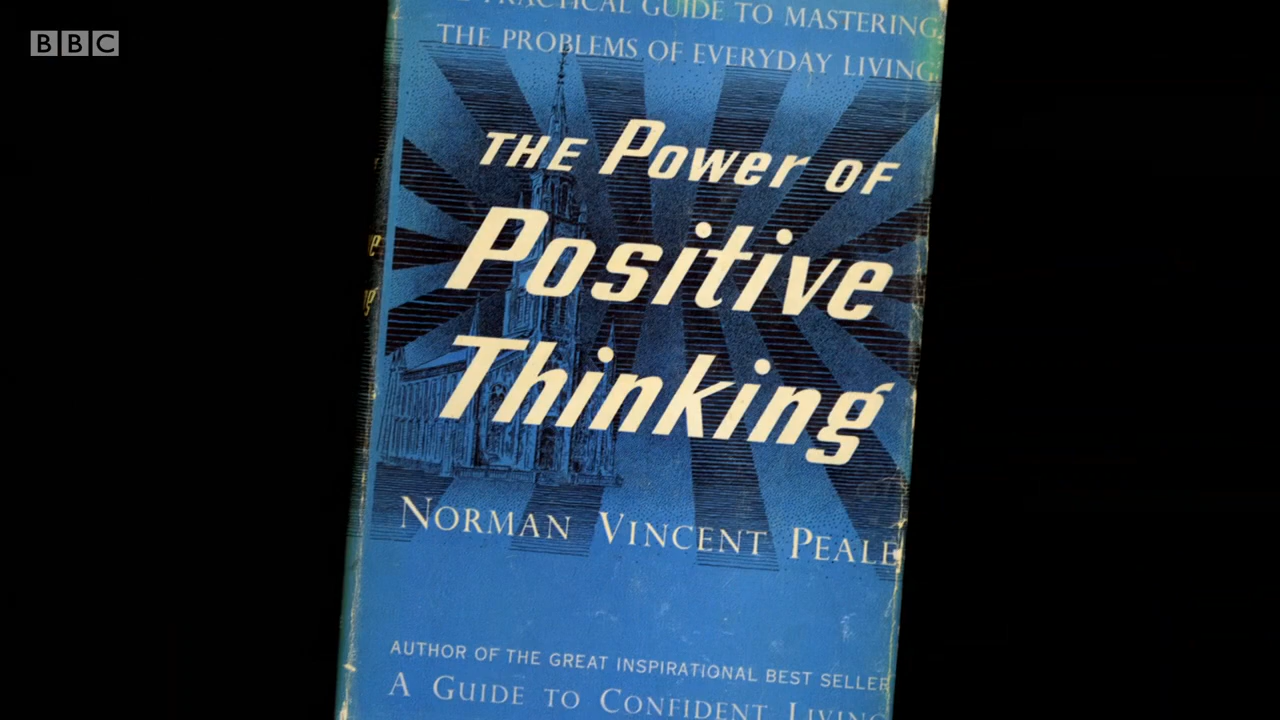 BBC
PRACTICAL GUIDE TO MASTERING
THE PROBLEMS OF EVERYDAY LIVING
THE POWER OF
Positive
Thinking
NORMAN VINCENT PEALE
AUTHOR OF THE GREAT INSPIRATIONAL BEST SELLER
A GUIDE TO CONFIDENT LIVING